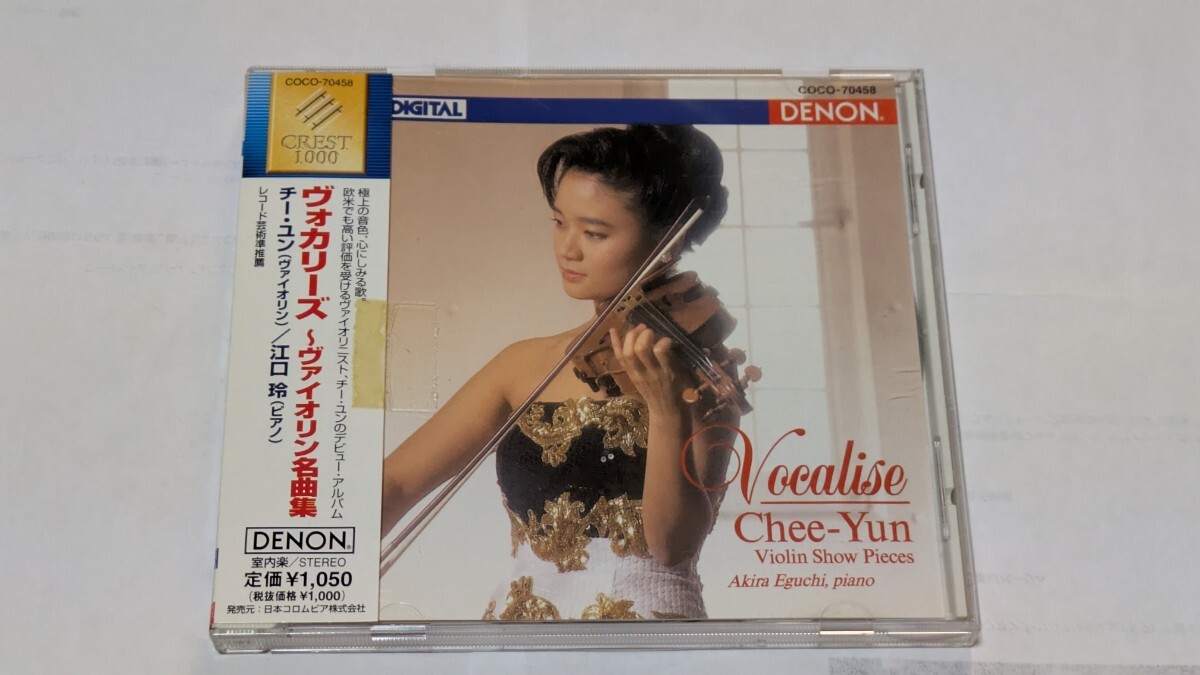 COCO-70458
CREST
1000
極上の音色、心にしみる歌。
欧米でも高い評価を受けるヴァイオリニスト、チー・ユンのデビュー・アルバム
ヴォカリーズ 〜ヴァイオリン名曲集
チー・ユン(ヴァイオリン)/江口 玲(ピアノ)
レコード芸術準推薦
DENON
室内楽/STEREO
定価¥1,050
(税抜価格¥1,000)
発売元:日本コロムビア株式会社
COCO-70458
DIGITAL
DENON
Vocalise
Chee-Yun
Violin Show Pieces
Akira Eguchi, piano